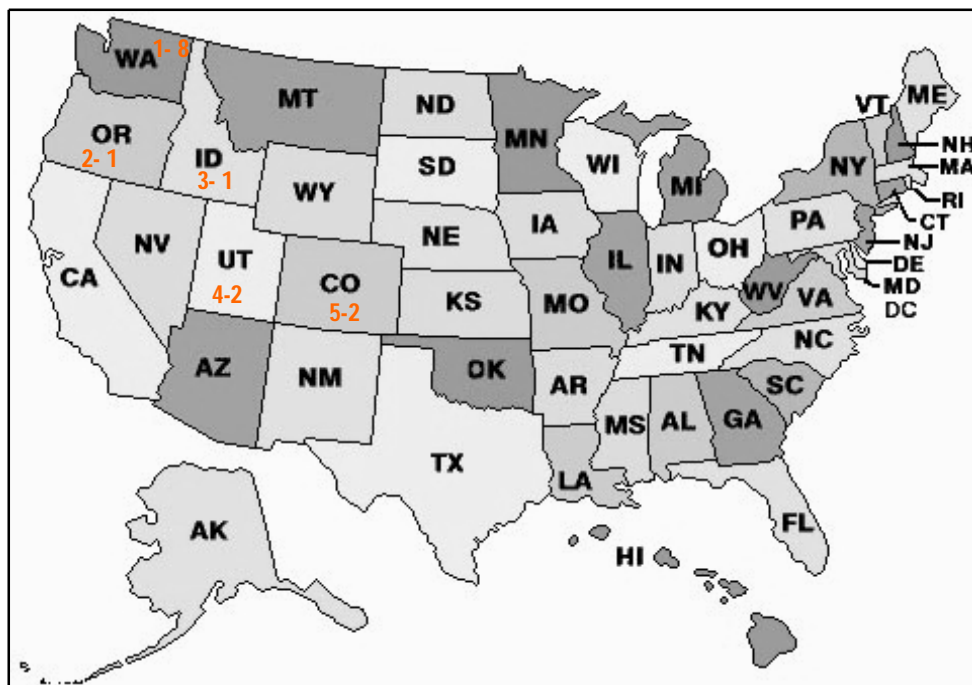 WA 1- 8
MT
ND
MN
ME
VT
OR
2- 1
ID
3- 1
SD
WI
MI
NY
NH
MA
WY
RI
CT
IA
PA
NJ
NE
NV
UT
4-2
CO
5-2
IL
IN
OH
DE
MD
DC
CA
KS
MO
WV
VA
KY
NC
TN
AZ
NM
OK
AR
SC
MS
AL
GA
TX
LA
AK
FL
HI